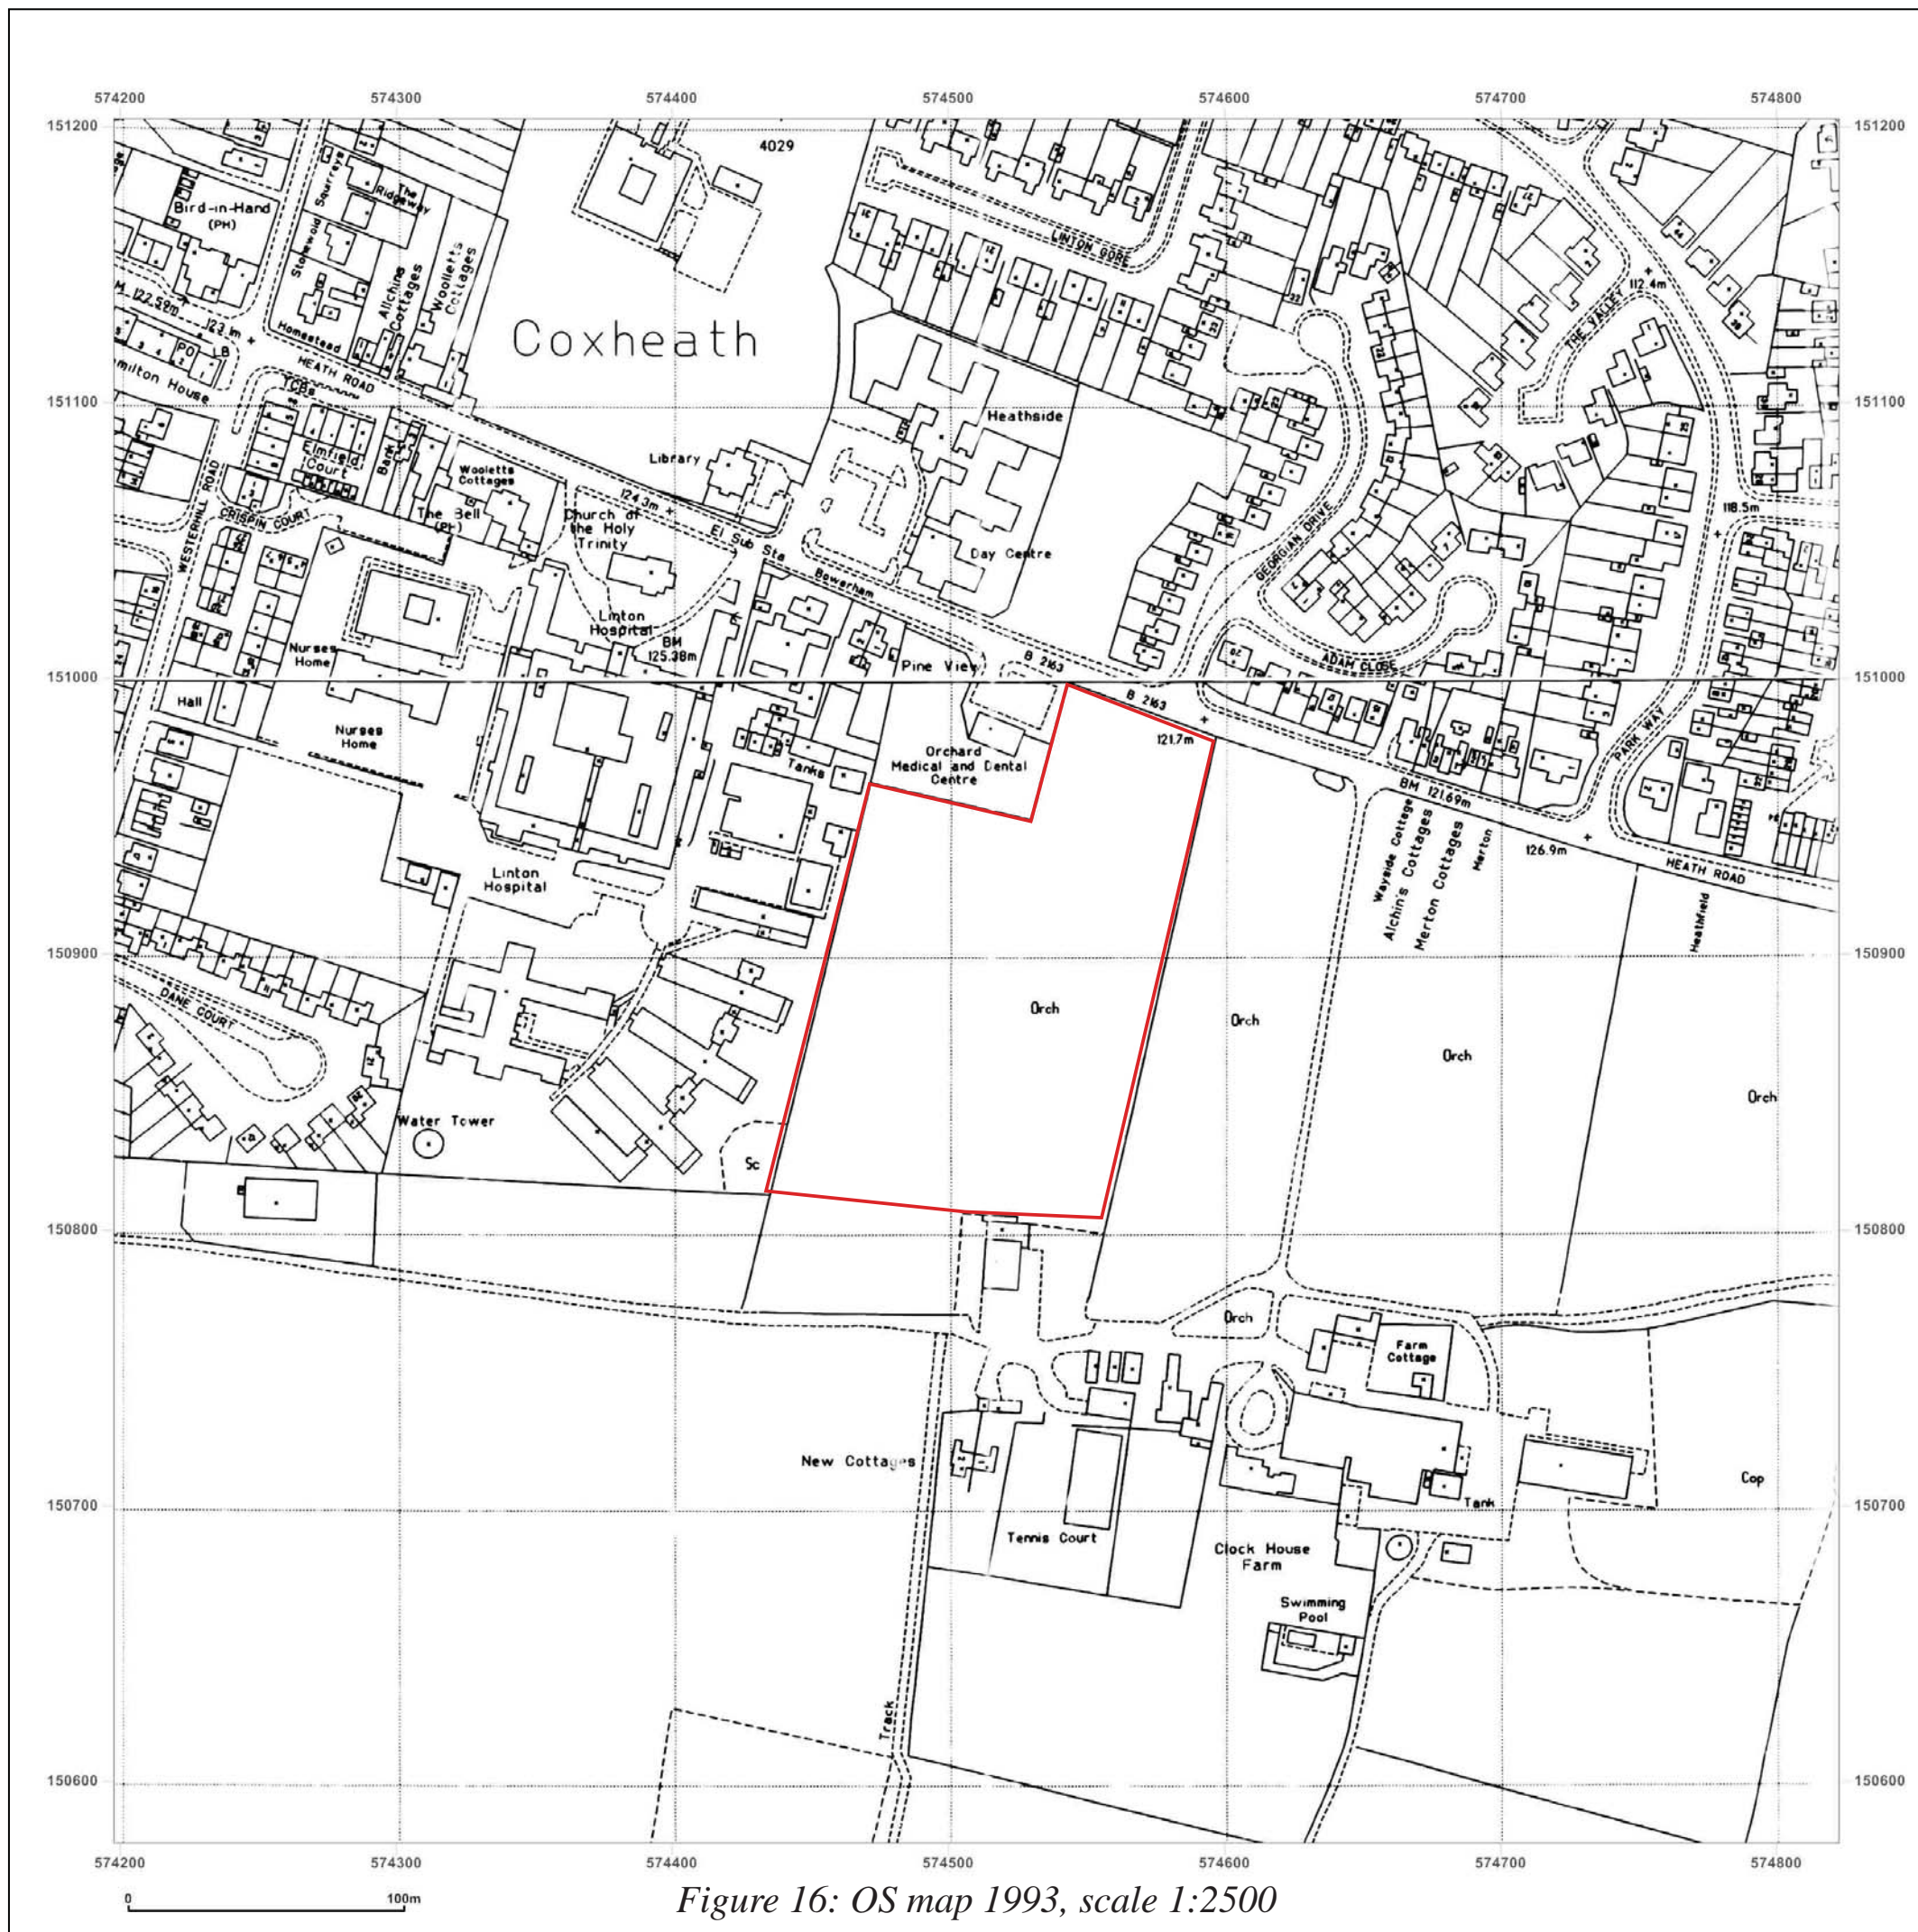 574200 574300 574400 574500 574600 574700 574800
151200
151200
4029
Bird-in-Hand
(PH)
Stonewold
Squirrels
The
Ridgeway
Allchins
Cottages
Woolletts
Cottages
LINTON GORE
THE VALLEY
112.4m
123.1m
PO
LB
Homestead
HEATH ROAD
TCBs
Coxheath
151100
151100
Heathside
Library
Elmfield
Court
Bank
Wooletts
Cottages
The Bell
(PH)
WESTERHILL ROAD
CRISPIN COURT
124.3m
Church of
the Holy
Trinity
El Sub Sta
Bowerham
Day Centre
GEORGIAN DRIVE
118.5m
Linton
Hospital
BM
125.38m
Nurses
Home
Pine View
B 2163
ADAM CLOSE
151000
151000
Hall
Nurses
Home
B 2163
121.7m
PARK WAY
Orchard
Medical and Dental
Centre
Tanks
BM 121.69m
Wayside Cottage
Alchin's Cottages
Merton Cottages
Merton
126.9m
HEATH ROAD
Heathfield
Linton
Hospital
150900
150900
DANE COURT
Orch
Orch
Orch
Orch
Water Tower
Sc
150800
150800
Orch
Farm
Cottage
New Cottages
Cop
150700
150700
Tank
Tennis Court
Clock House
Farm
Swimming
Pool
Track
150600
150600
574200 574300 574400 574500 574600 574700 574800
0 100m
Figure 16: OS map 1993, scale 1:2500